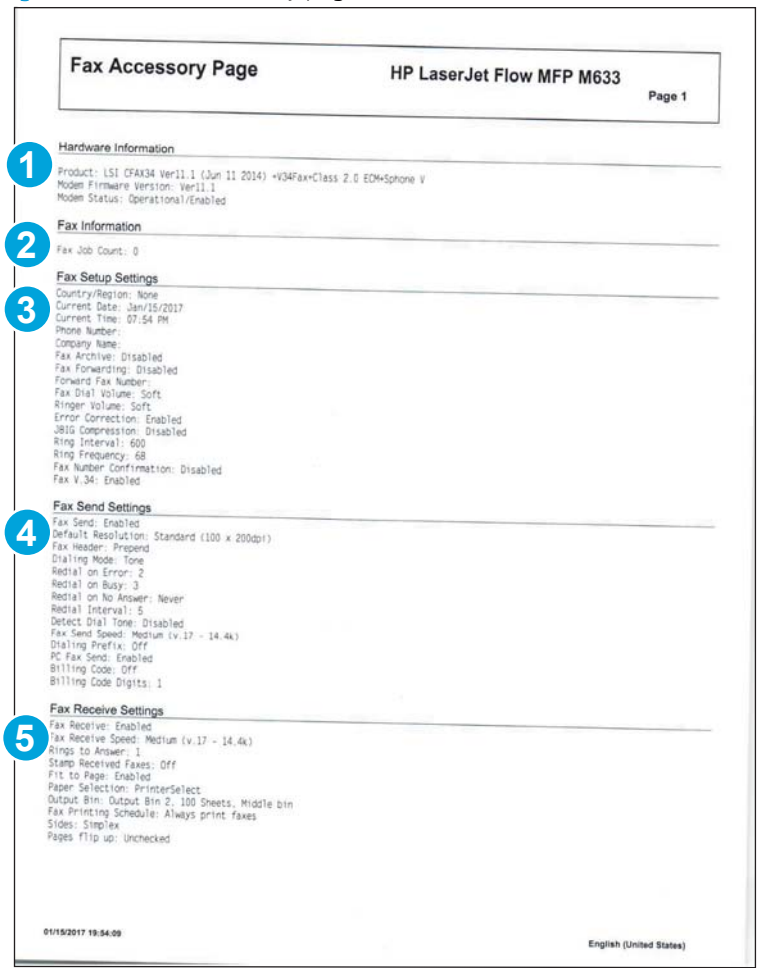 Fax Accessory Page
HP LaserJet Flow MFP M633
Page 1
1
Hardware Information
Product: LSI CFAX34 Ver11.1 (Jun 11 2014) +V34Fax+Class 2.0 ECM+Sphone V
Modem Firmware Version: Ver11.1
Modem Status: Operational/Enabled
2
Fax Information
Fax Job Count: 0
3
Fax Setup Settings
Country/Region: None
Current Date: Jan/15/2017
Current Time: 07:54 PM
Phone Number:
Company Name:
Fax Archive: Disabled
Fax Forwarding: Disabled
Forward Fax Number:
Fax Dial Volume: Soft
Ringer Volume: Soft
Error Correction: Enabled
JBIG Compression: Disabled
Ring Interval: 600
Ring Frequency: 68
Fax Number Confirmation: Disabled
Fax V.34: Enabled
4
Fax Send Settings
Fax Send: Enabled
Default Resolution: Standard (100 x 200dpi)
Fax Header: Prepend
Dialing Mode: Tone
Redial on Error: 2
Redial on Busy: 3
Redial on No Answer: Never
Redial Interval: 5
Detect Dial Tone: Disabled
Fax Send Speed: Medium (v.17 - 14.4k)
Dialing Prefix: Off
PC Fax Send: Enabled
Billing Code: Off
Billing Code Digits: 1
5
Fax Receive Settings
Fax Receive: Enabled
Fax Receive Speed: Medium (v.17 - 14.4k)
Rings to Answer: 1
Stamp Received Faxes: Off
Fit to Page: Enabled
Paper Selection: PrinterSelect
Output Bin: Output Bin 2, 100 Sheets, Middle bin
Fax Printing Schedule: Always print faxes
Sides: Simplex
Pages flip up: Unchecked
01/15/2017 19:54:09
English (United States)